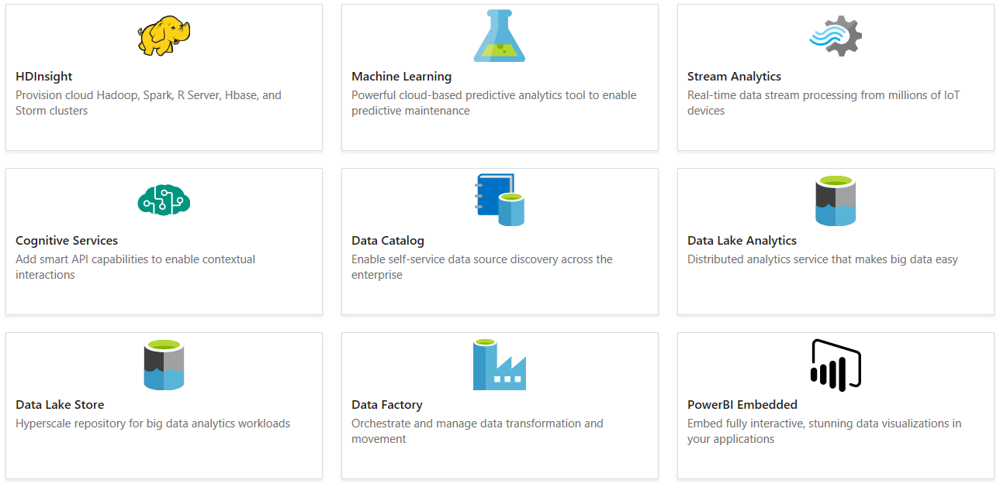 HDInsight
Provision cloud Hadoop, Spark, R Server, Hbase, and
Storm clusters
Machine Learning
Powerful cloud-based predictive analytics tool to enable
predictive maintenance
Stream Analytics
Real-time data stream processing from millions of IoT
devices
Cognitive Services
Add smart API capabilities to enable contextual
interactions
Data Catalog
Enable self-service data source discovery across the
enterprise
Data Lake Analytics
Distributed analytics service that makes big data easy
Data Lake Store
Hyperscale repository for big data analytics workloads
Data Factory
Orchestrate and manage data transformation and
movement
PowerBI Embedded
Embed fully interactive, stunning data visualizations in
your applications